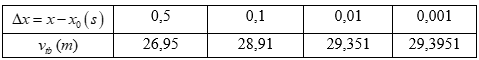 Δx = x − x₀ (s) 0,5 0,1 0,01 0,001
v_tb (m) 26,95 28,91 29,351 29,3951